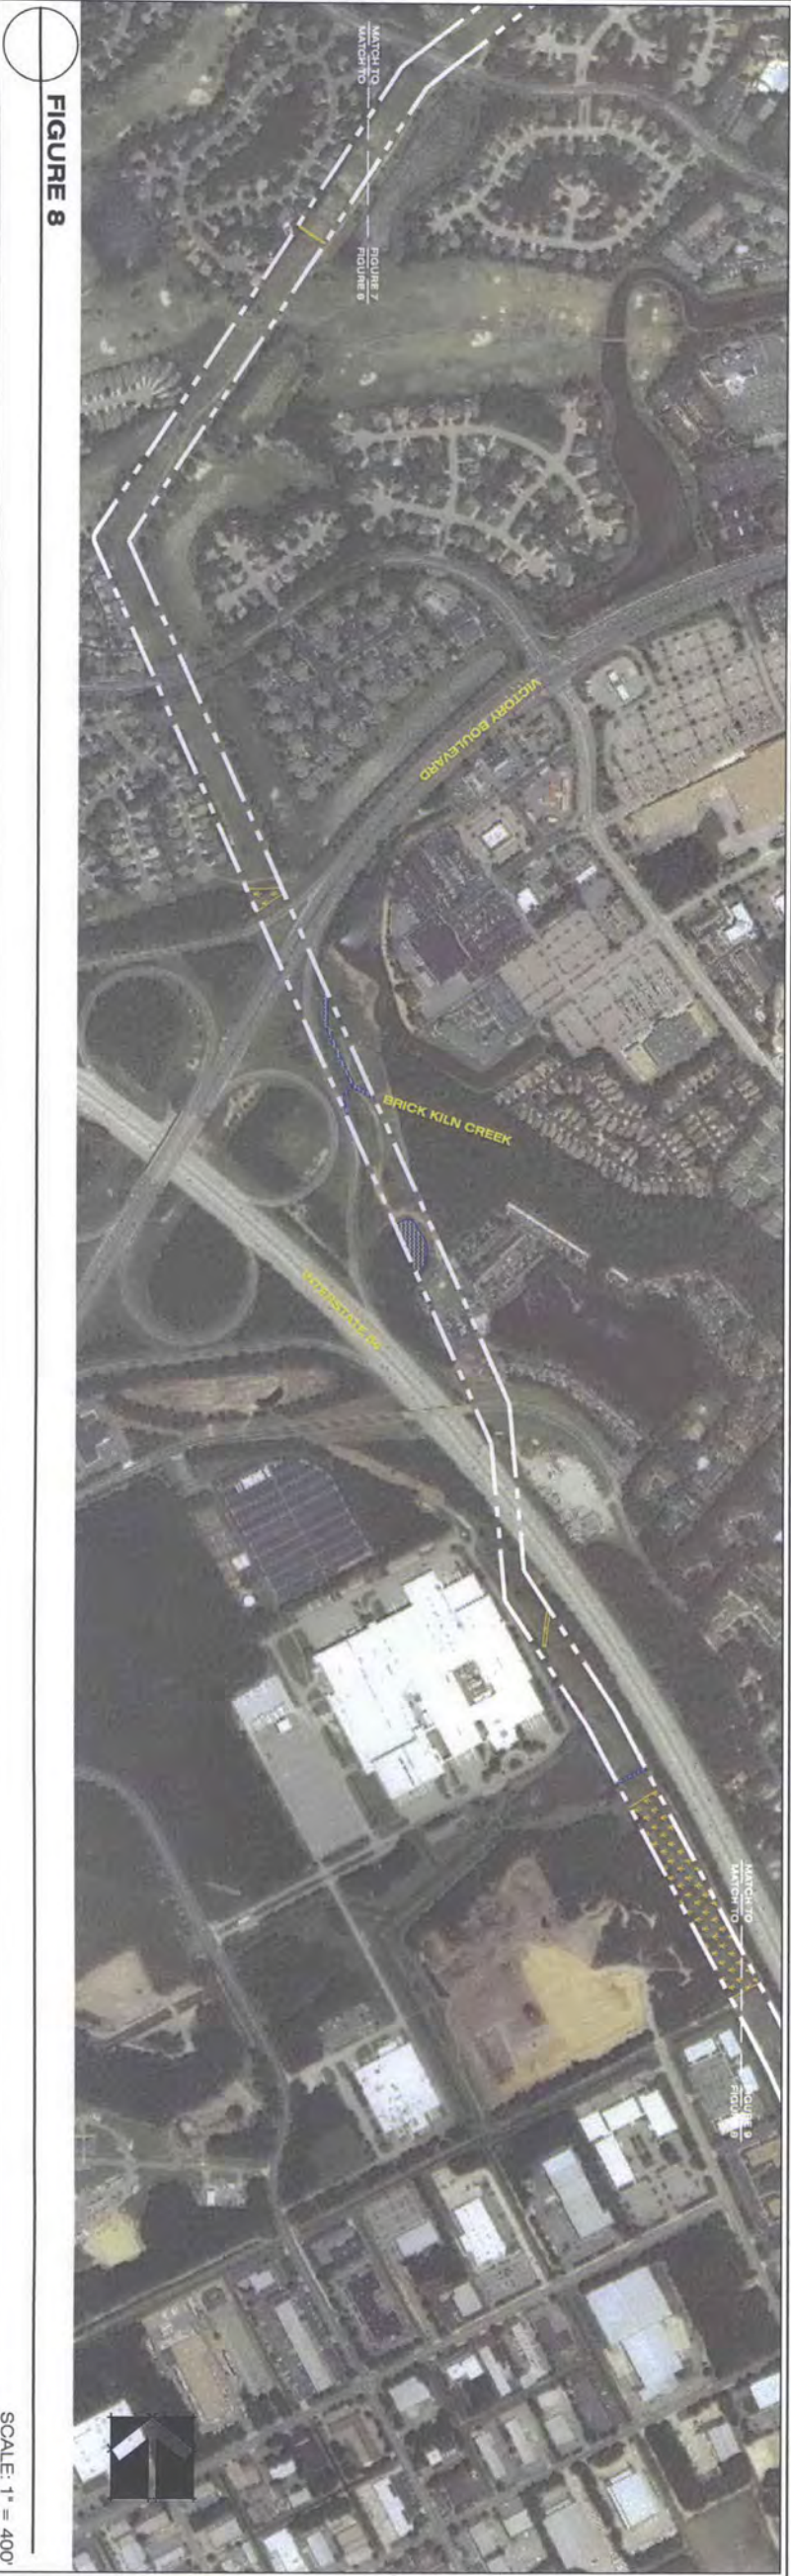 FIGURE 8
MATCH TO
MATCH TO
FIGURE 7
FIGURE 8
VICTORY BOULEVARD
BRICK KILN CREEK
INTERSTATE 64
MATCH TO
MATCH TO
FIGURE 9
FIGURE 8
SCALE: 1" = 400'